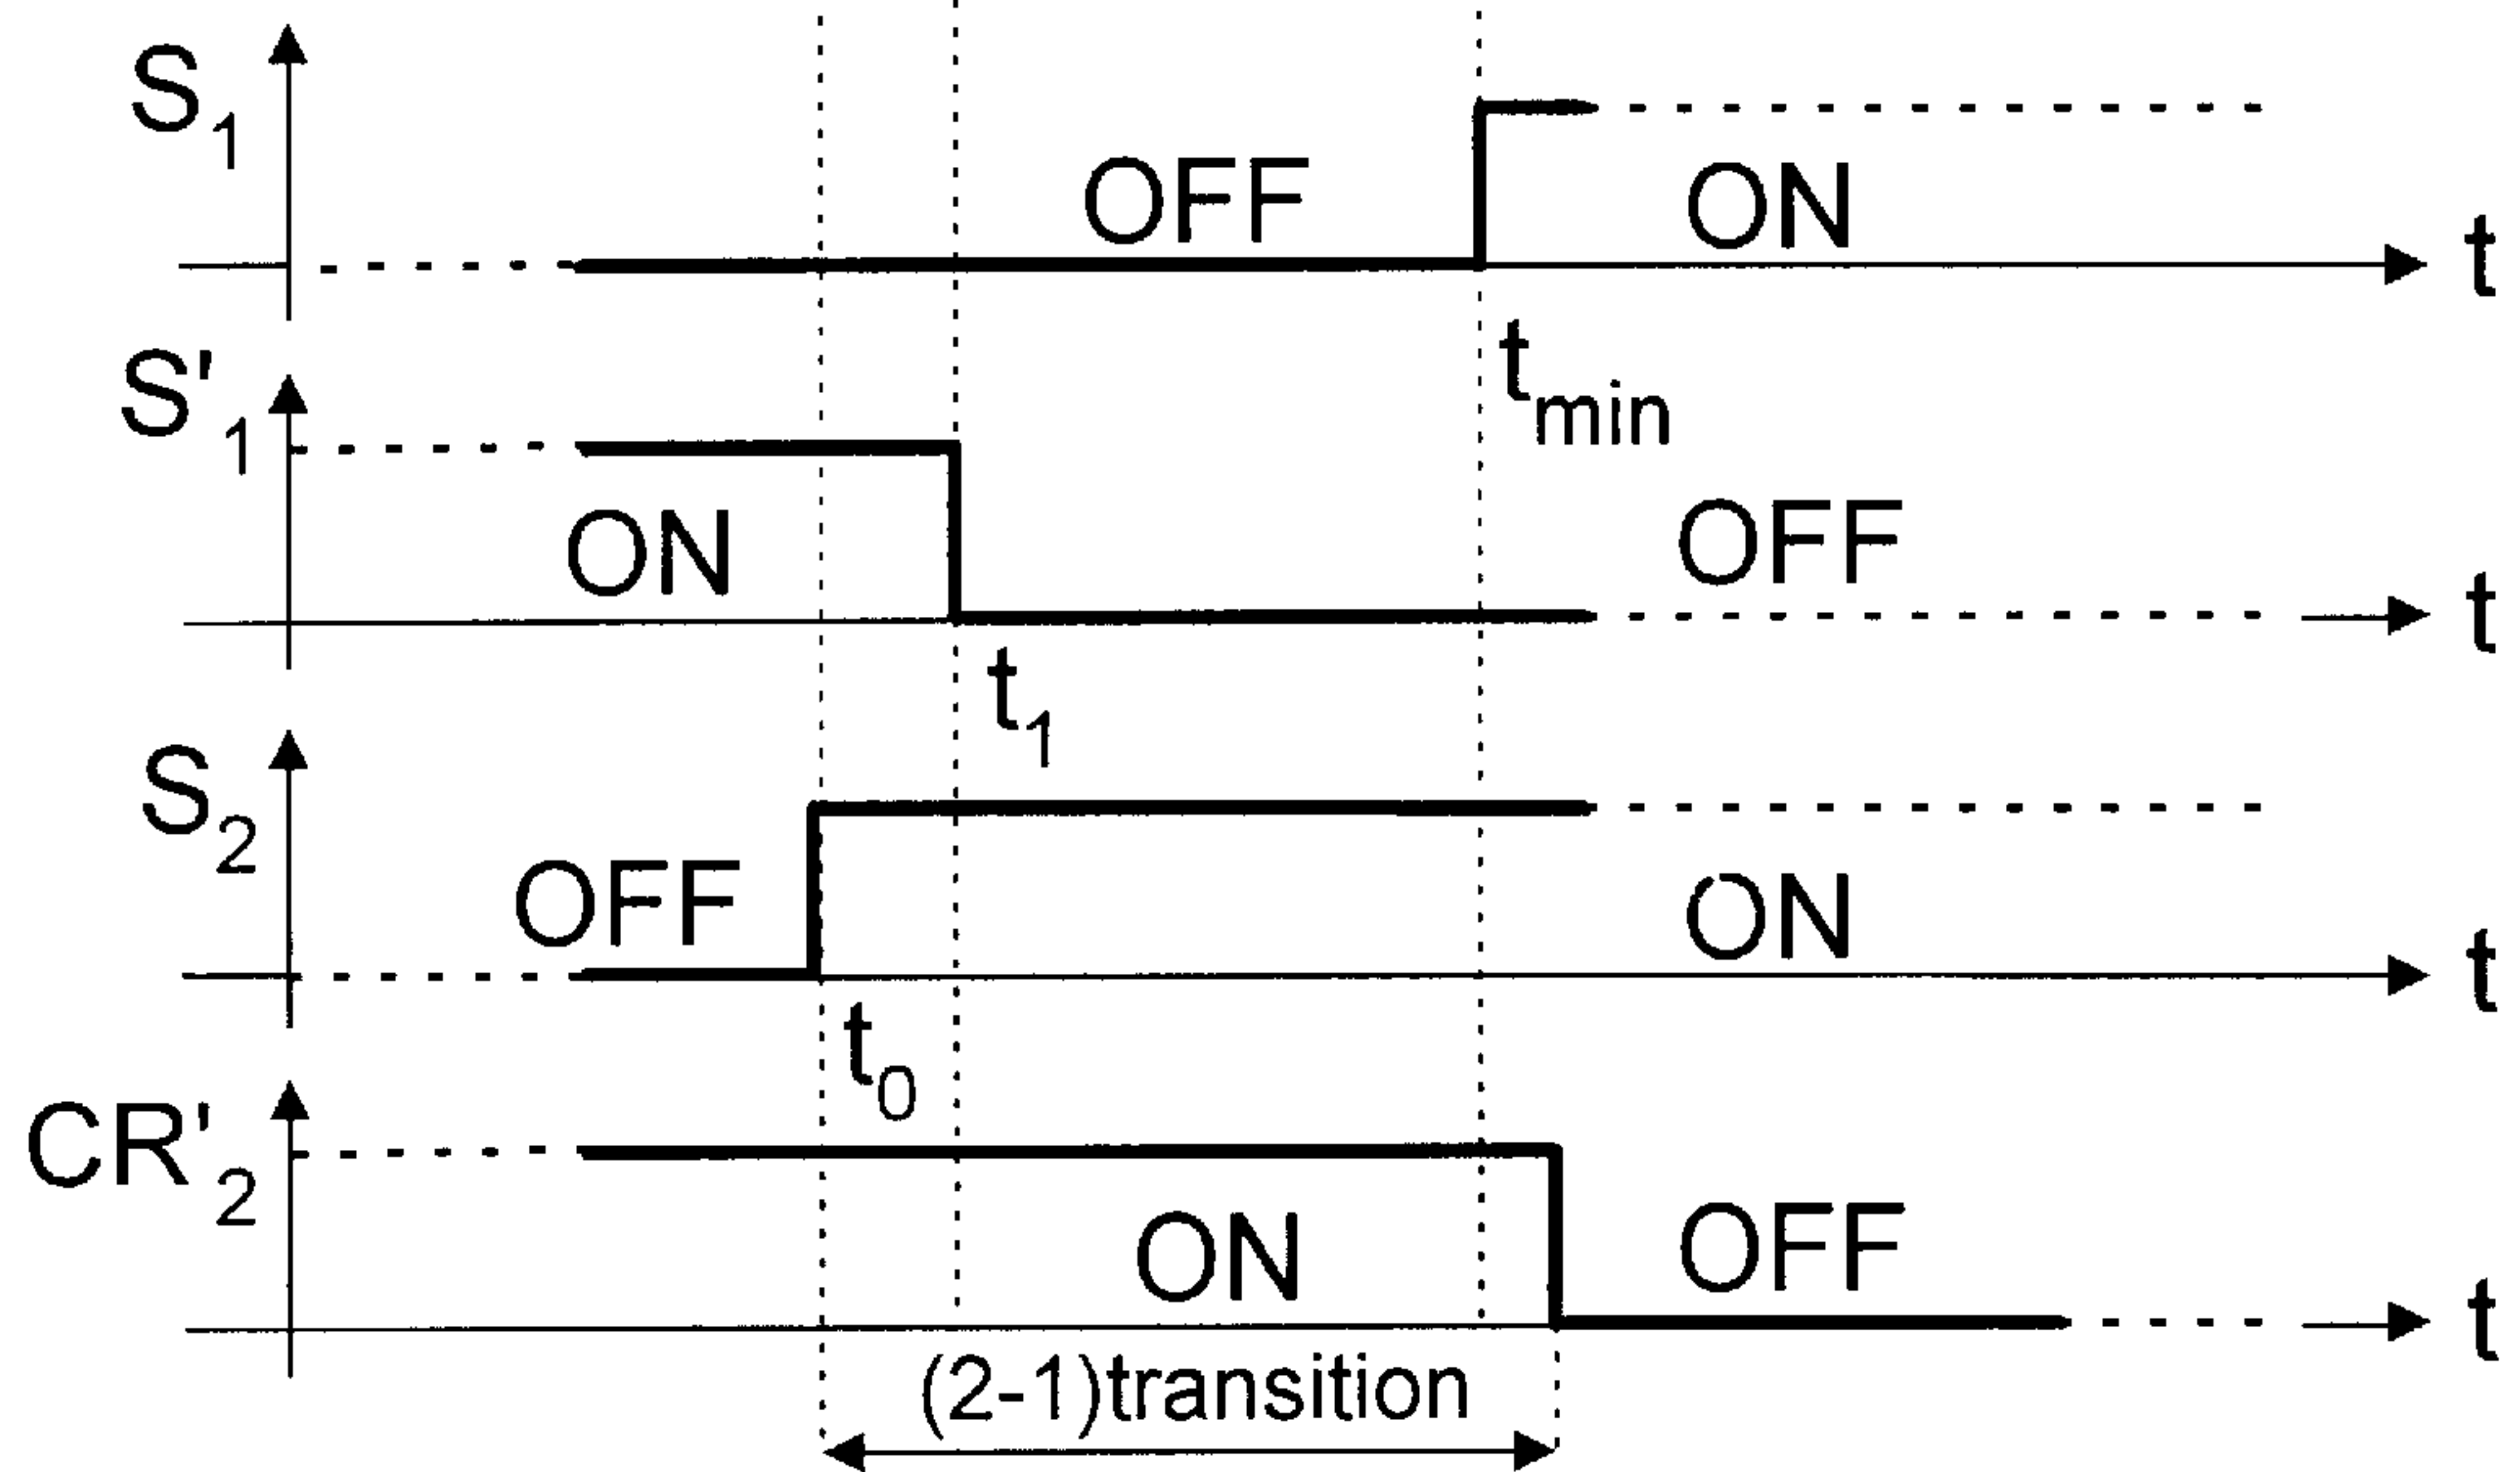 S1
OFF
ON
t
tmin
S'1
ON
OFF
t
t1
S2
OFF
ON
t
t0
CR'2
ON
OFF
t
(2-1)transition